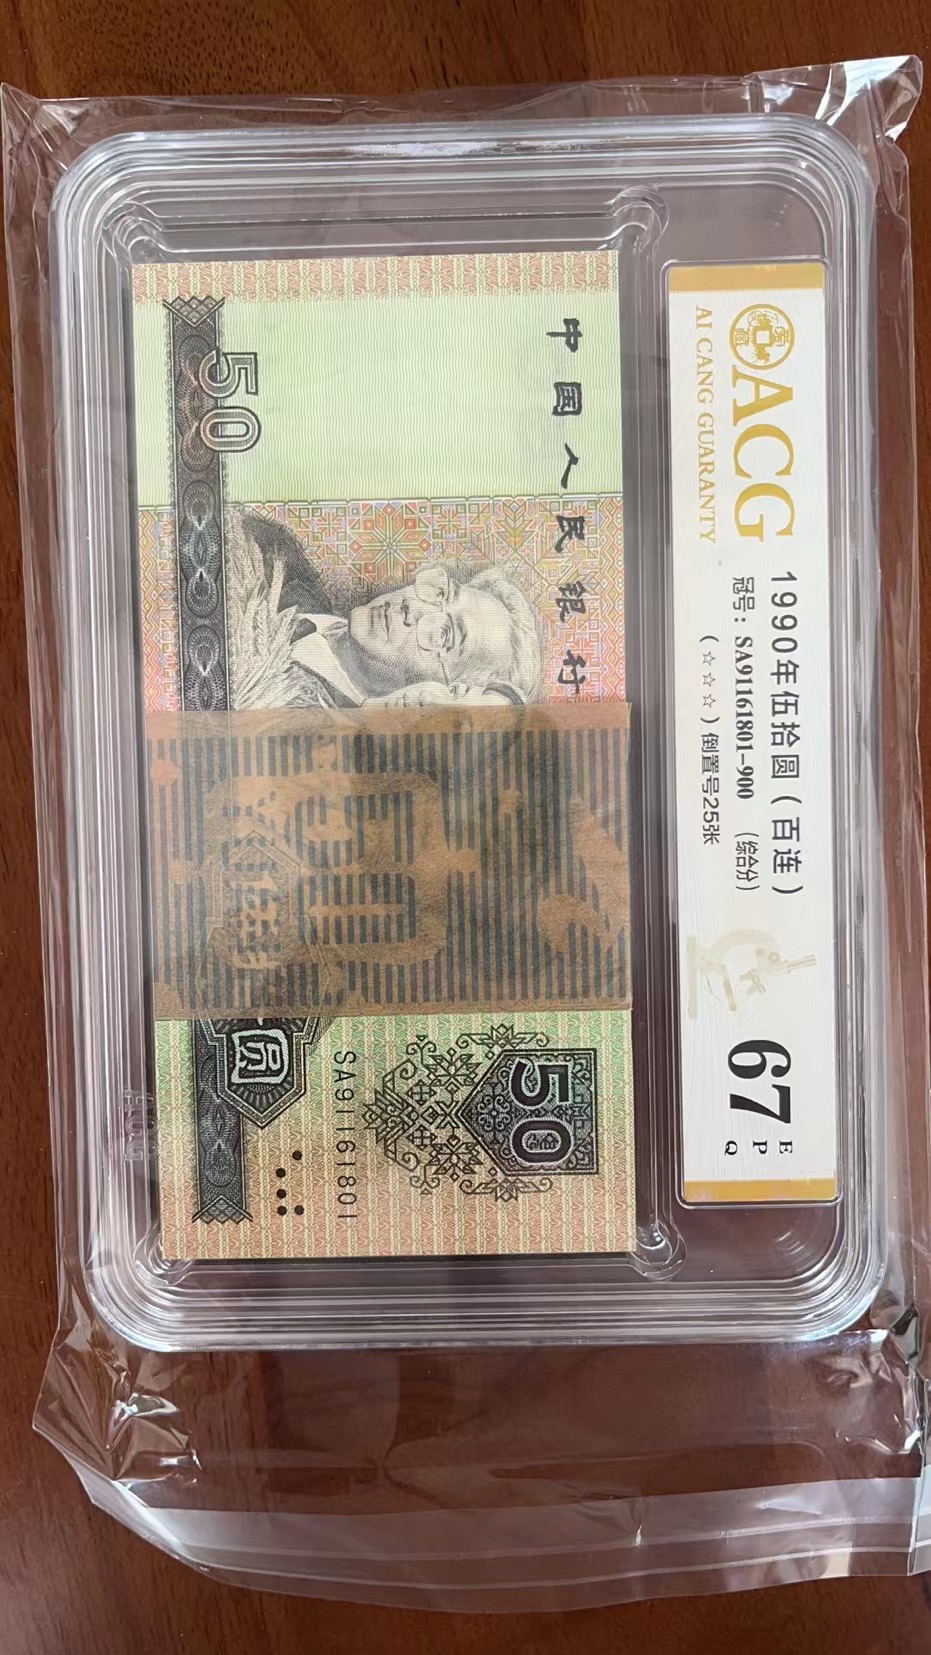 ACG
AI CANG GUARANTY
1990年伍拾圆（百连）
冠号：SA91161801-900 （综合分）
（☆☆☆）倒置号25张
67 E
P
Q
中国人民银行
50
圆
SA91161801
50